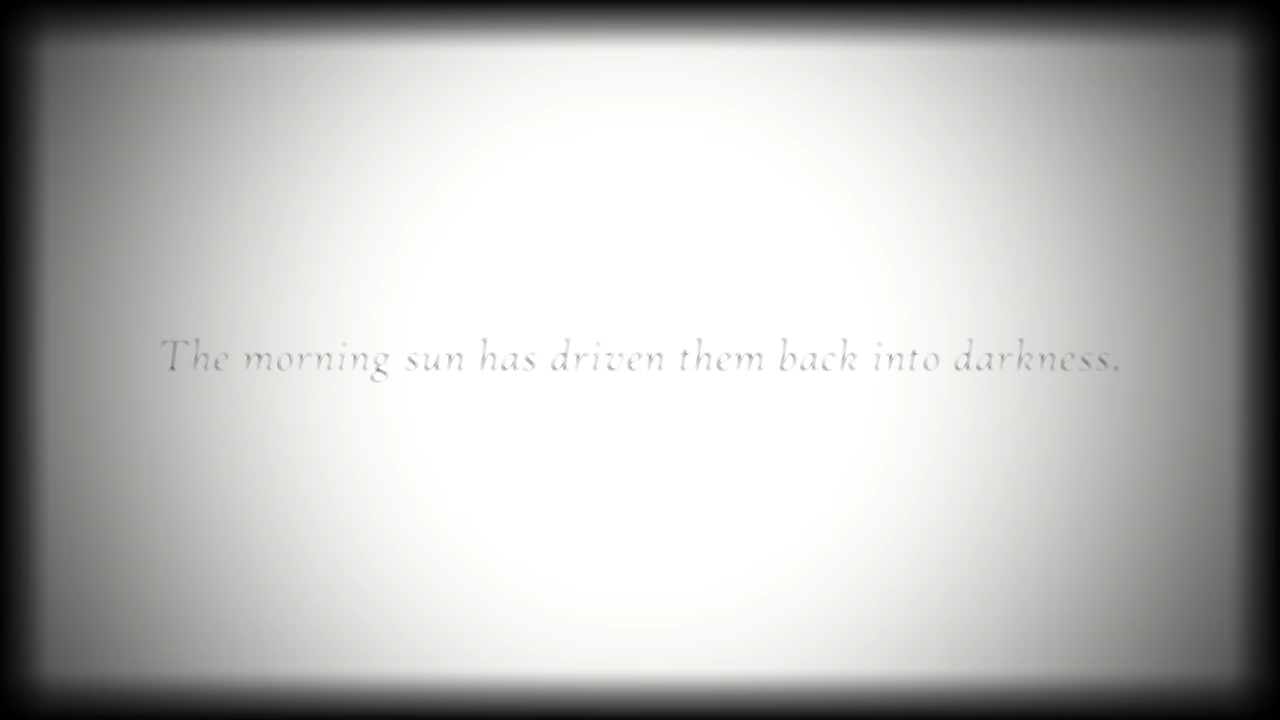 The morning sun has driven them back into darkness.